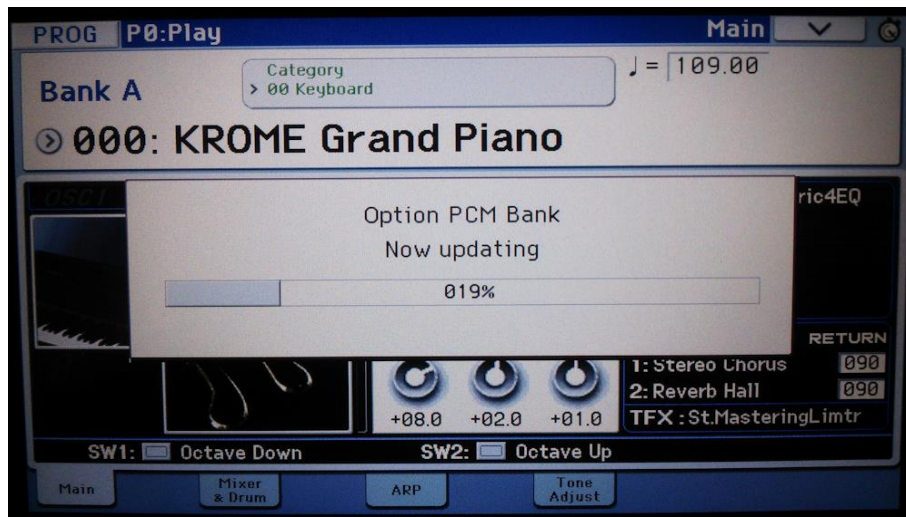 PROG P0:Play Main
Category
> 00 Keyboard
♩= 109.00
Bank A
000: KROME Grand Piano
OSC1
ric4EQ
Option PCM Bank
Now updating
019%
RETURN
1: Stereo Chorus 090
2: Reverb Hall 090
+08.0 +02.0 +01.0
TFX : St.MasteringLimtr
SW1: Octave Down SW2: Octave Up
Main
Mixer
& Drum
ARP
Tone
Adjust